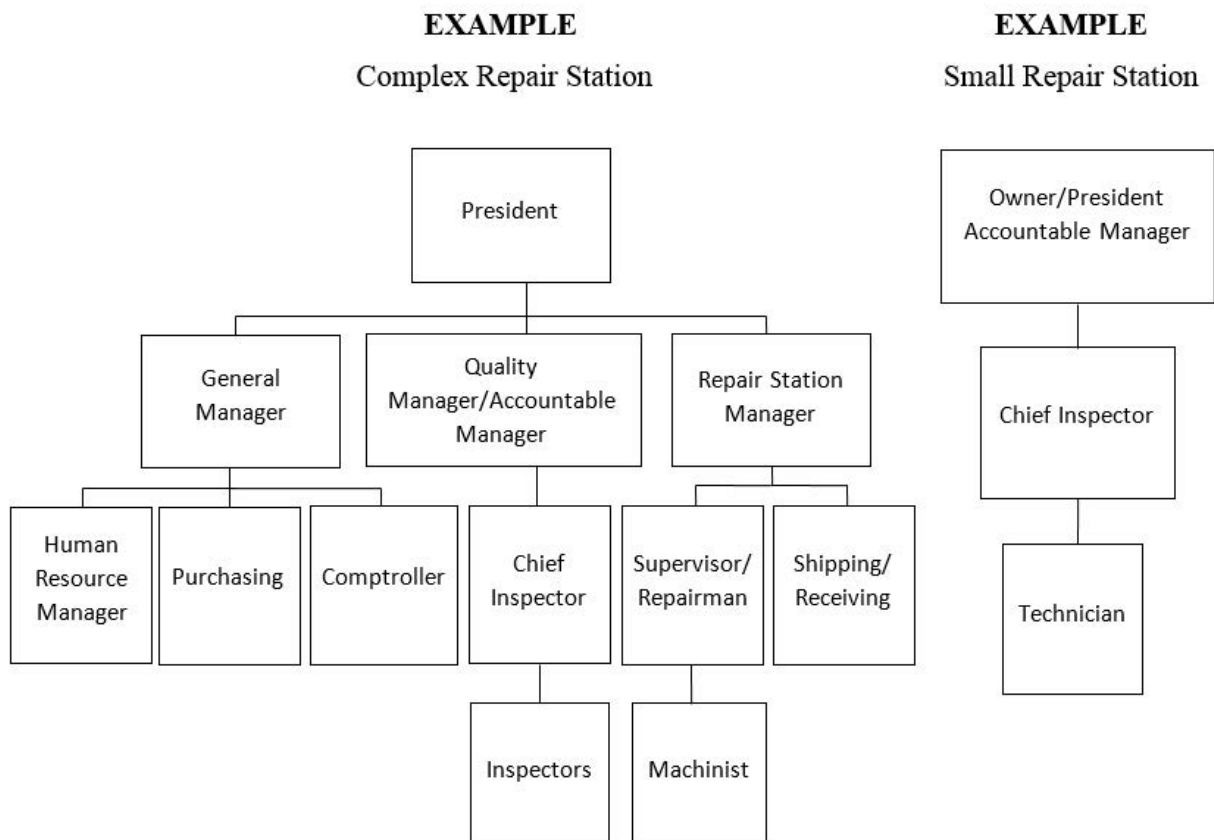 EXAMPLE
Complex Repair Station
President
General
Manager
Quality
Manager/Accountable
Manager
Repair Station
Manager
Human
Resource
Manager
Purchasing
Comptroller
Chief
Inspector
Supervisor/
Repairman
Shipping/
Receiving
Inspectors
Machinist
EXAMPLE
Small Repair Station
Owner/President
Accountable Manager
Chief Inspector
Technician